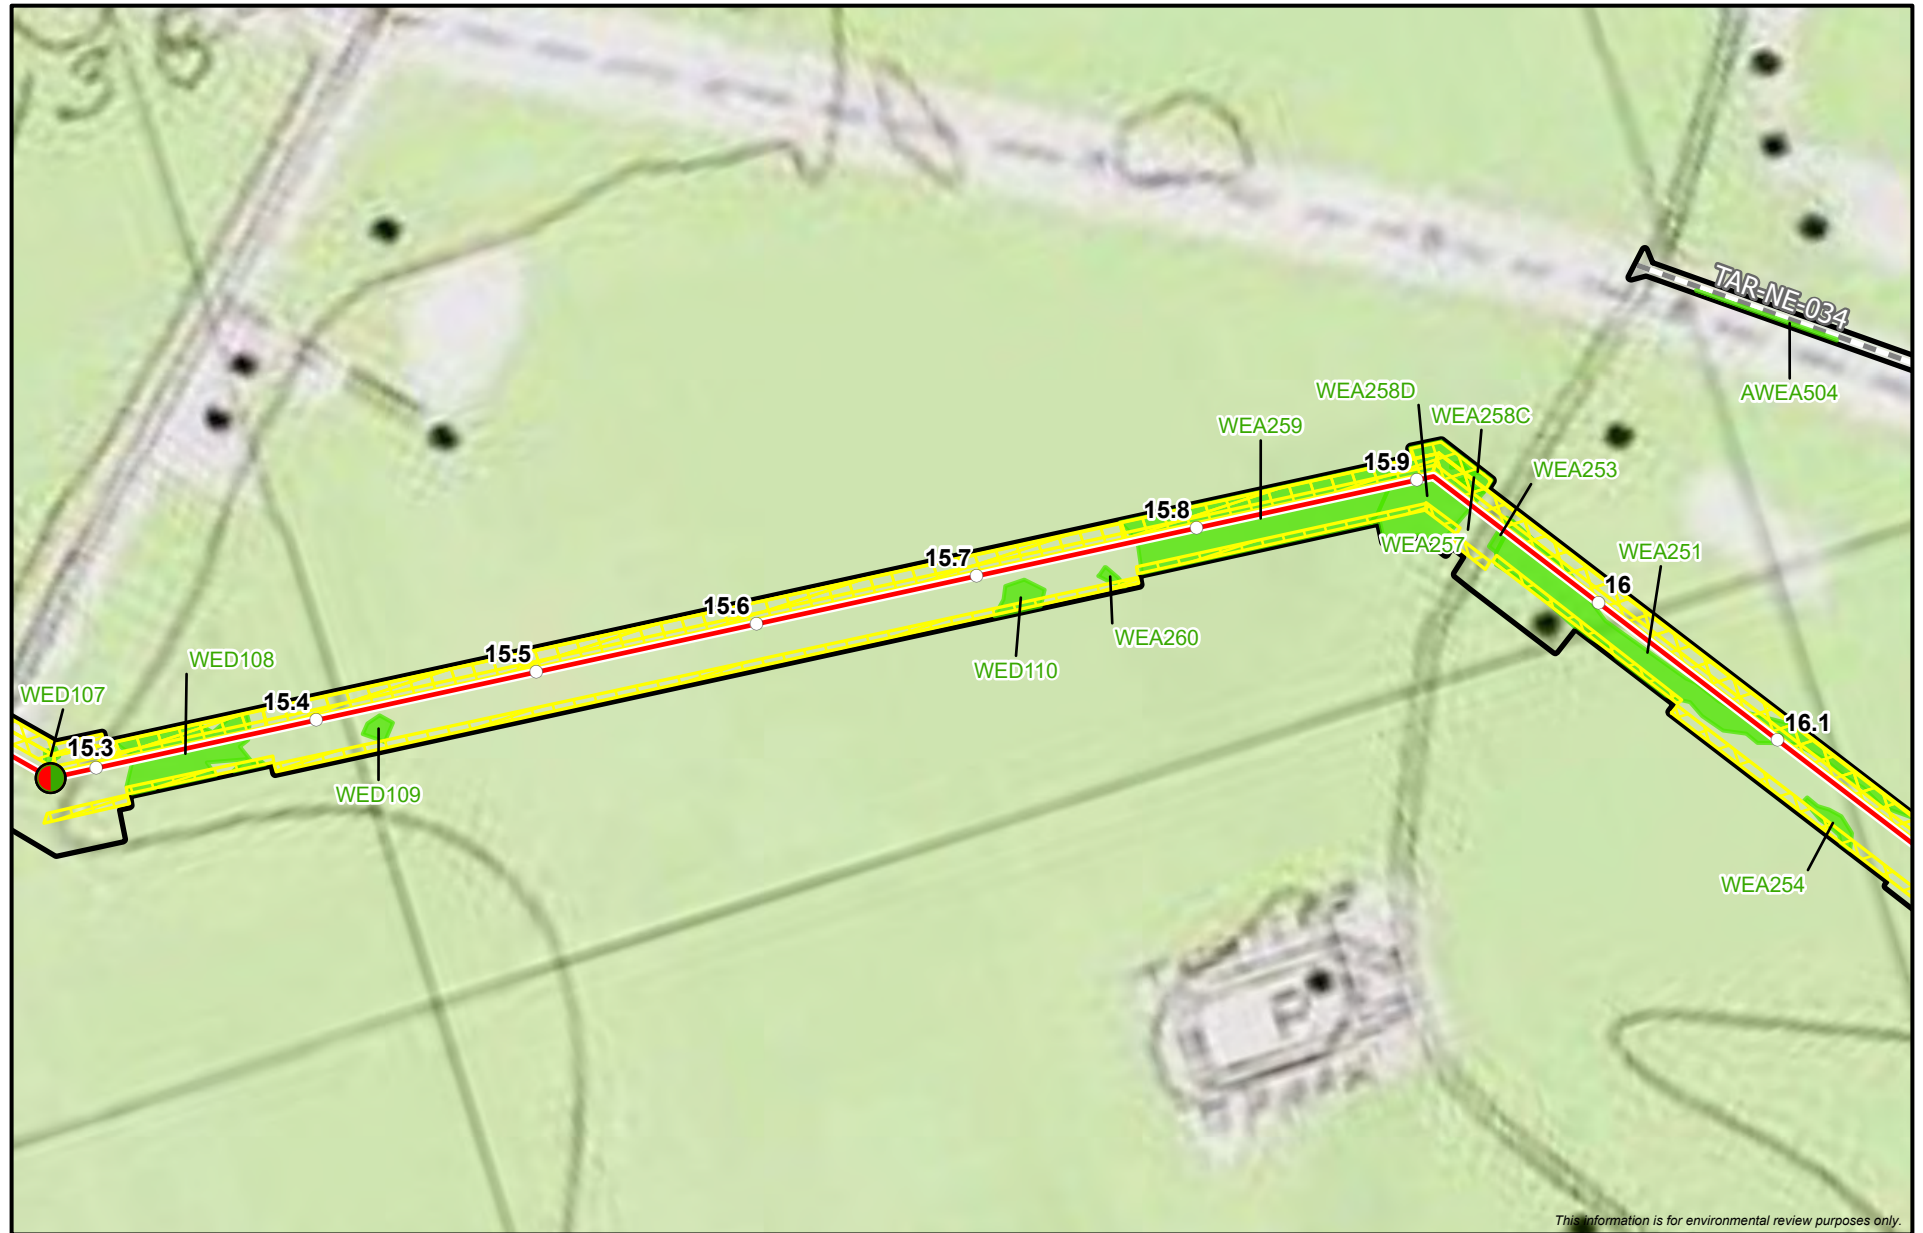 TAR-NE-034
AWEA504
WEA258D
WEA258C
WEA259
15.9
WEA253
15.8
WEA257
WEA251
15.7
16
15.6
WEA260
15.5
WED110
WED108
WED107
15.4
16.1
15.3
WED109
WEA254
P
This information is for environmental review purposes only.